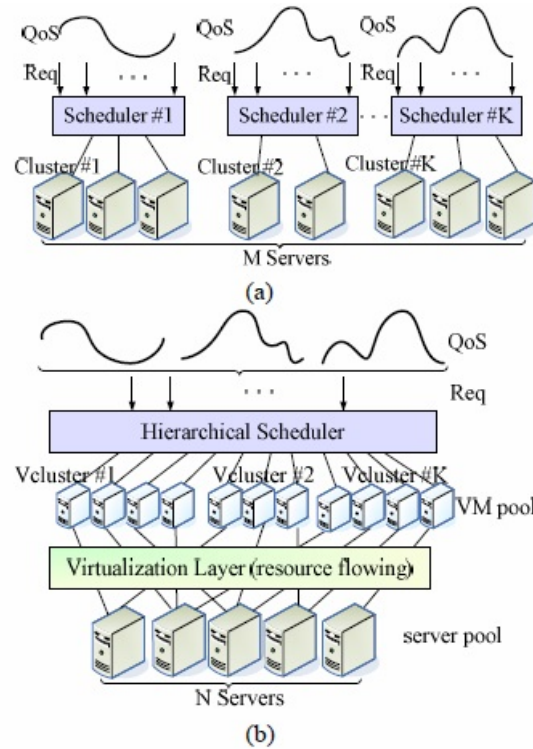 QoS QoS QoS
Req ... Req ... Req ...
Scheduler #1 Scheduler #2 ... Scheduler #K
Cluster #1 Cluster #2 Cluster #K
M Servers
(a)
QoS
... Req
Hierarchical Scheduler
Vcluster #1 Vcluster #2 Vcluster #K
VM pool
Virtualization Layer (resource flowing)
server pool
N Servers
(b)